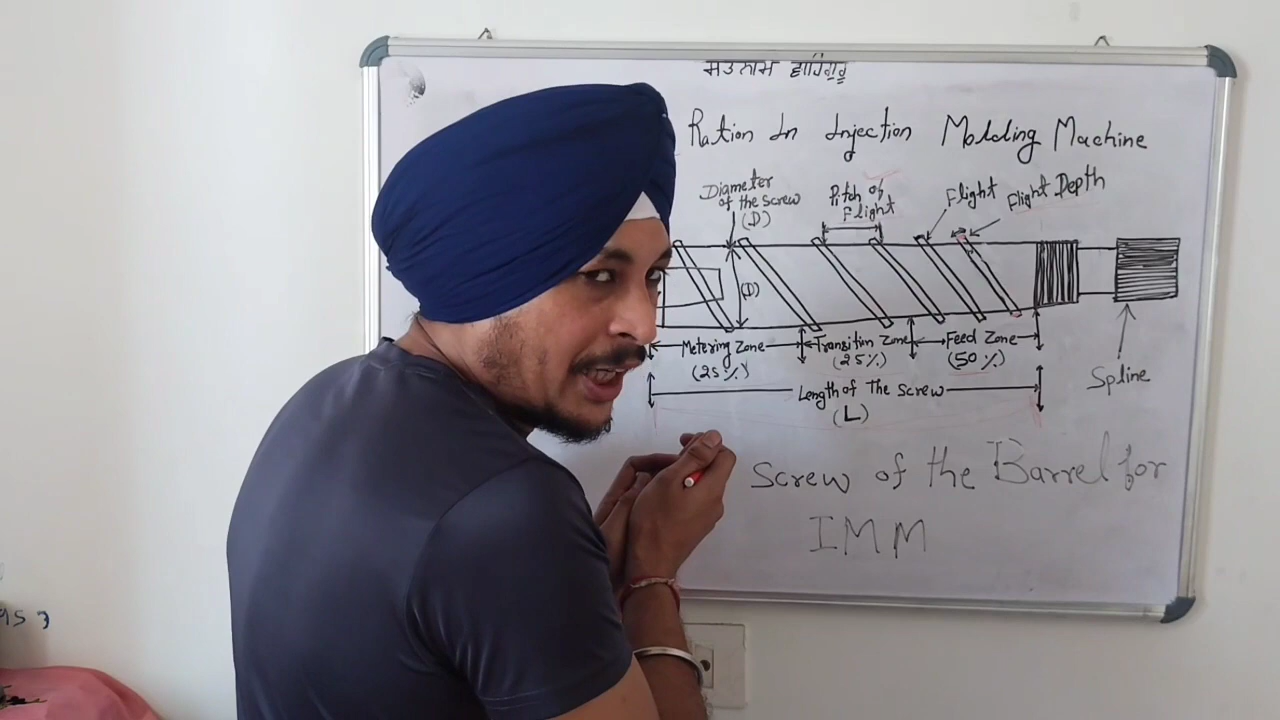 ਸਤਨਾਮ ਵਾਹਿਗੁਰੂ
Ration In Injection Molding Machine
Diameter
of the screw
(D)
Pitch of
Flight
Flight
Flight Depth
(D)
Metering Zone
(25%)
Transition Zone
(25%)
Feed Zone
(50%)
Length of The Screw
(L)
Spline
Screw of the Barrel for
IMM